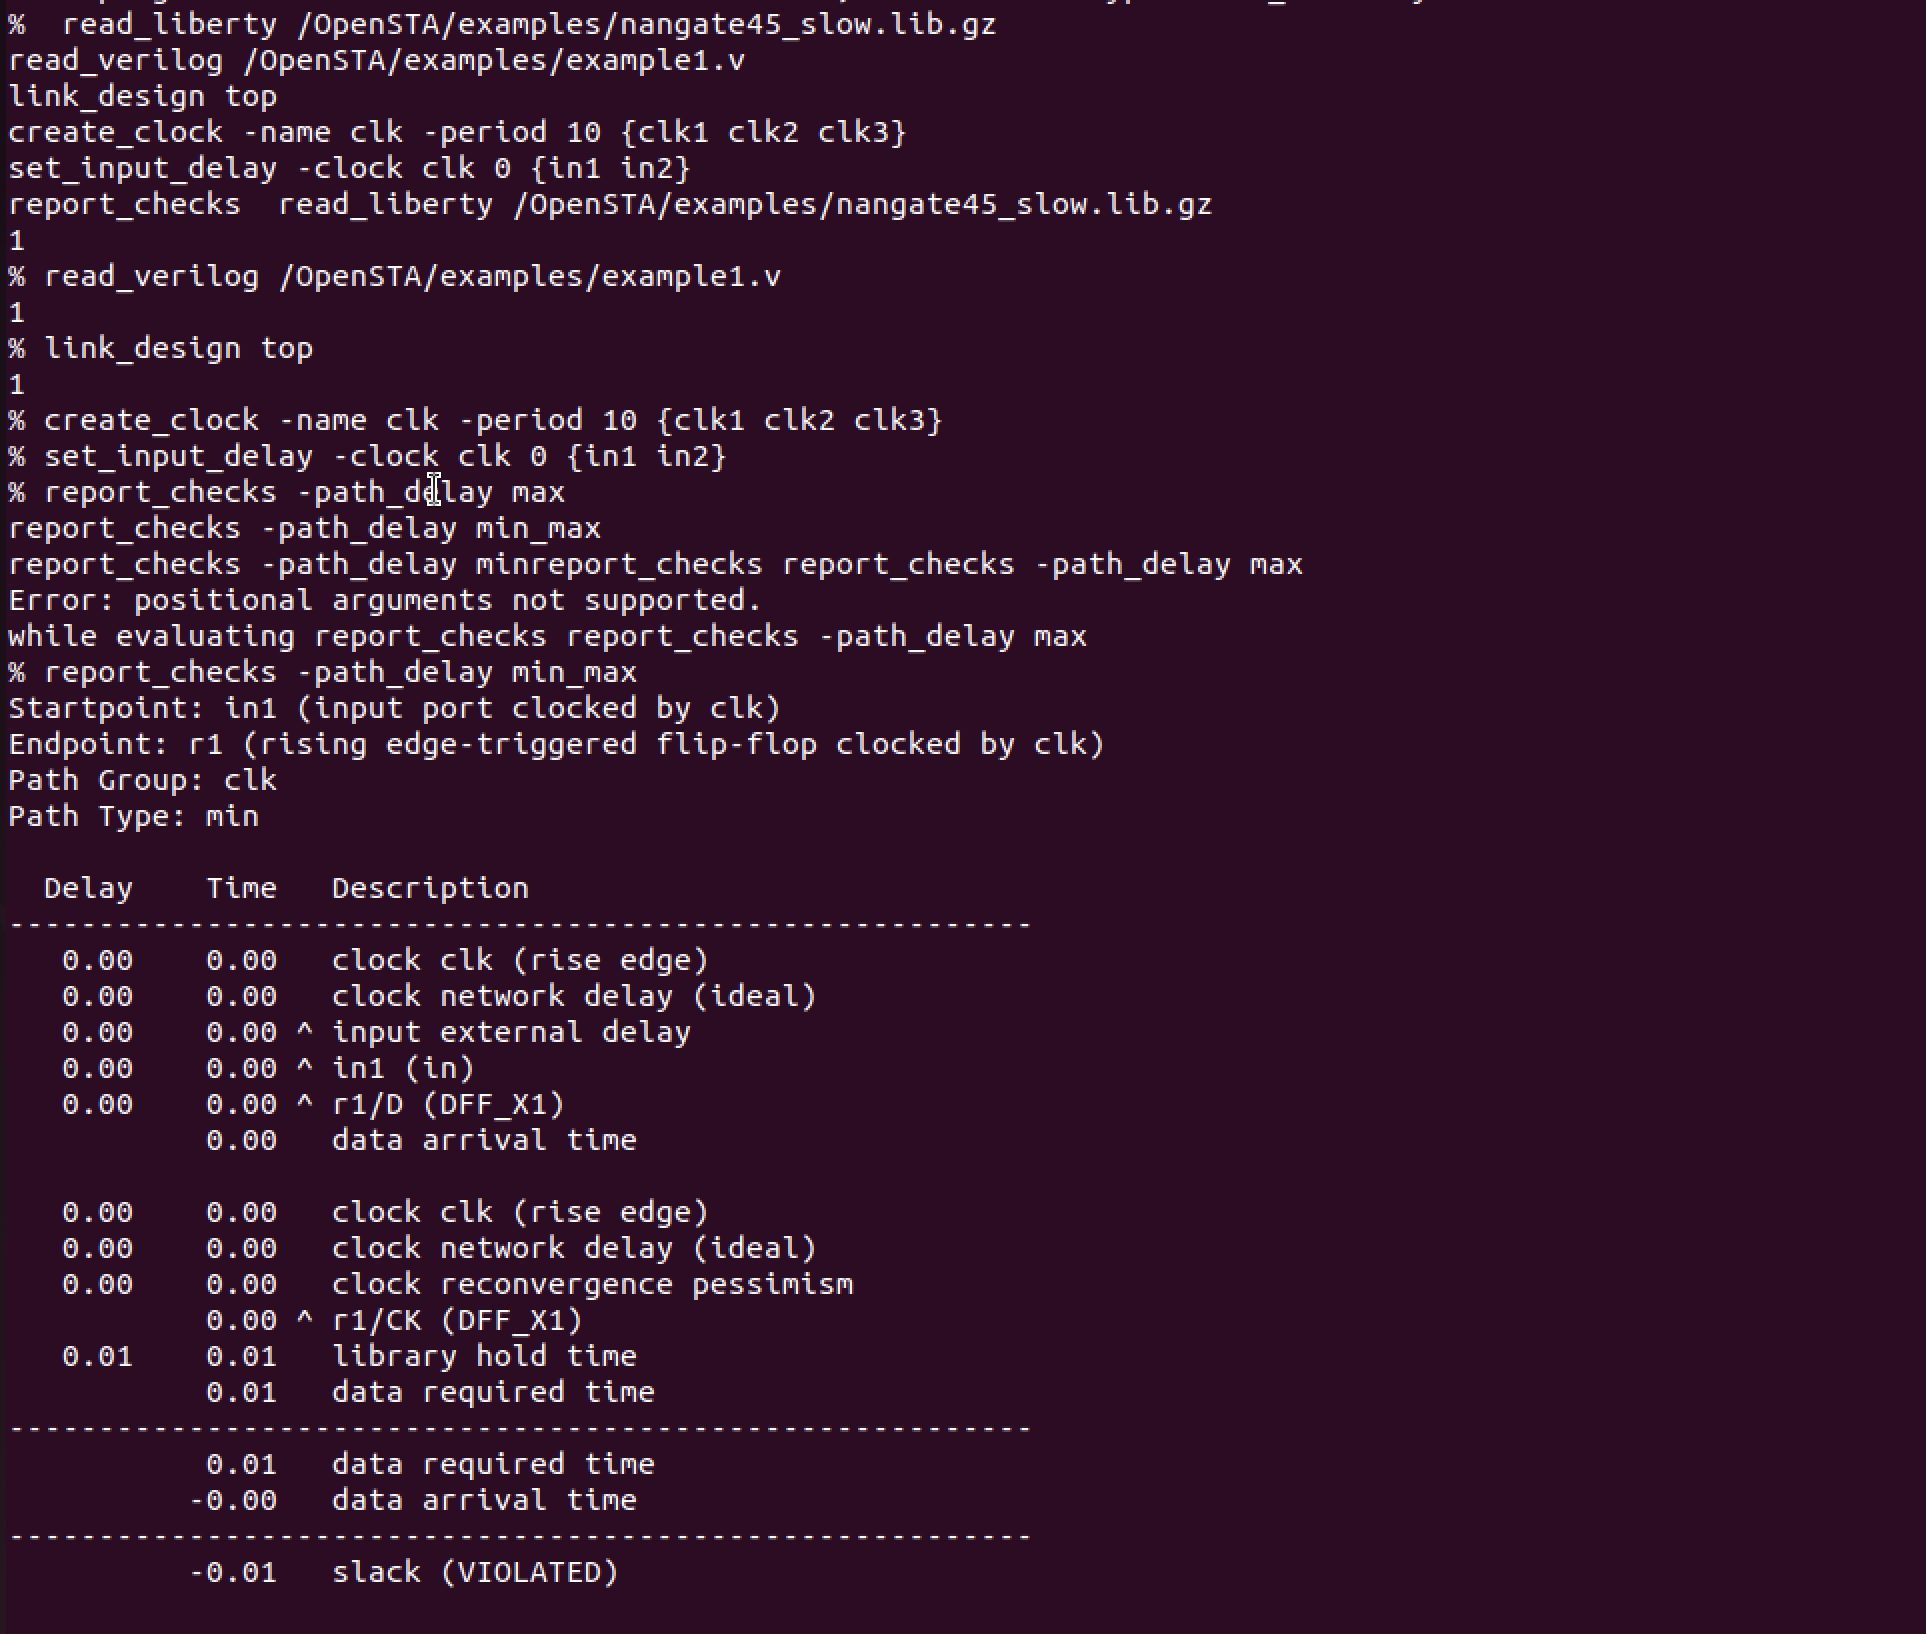 %  read_liberty /OpenSTA/examples/nangate45_slow.lib.gz
read_verilog /OpenSTA/examples/example1.v
link_design top
create_clock -name clk -period 10 {clk1 clk2 clk3}
set_input_delay -clock clk 0 {in1 in2}
report_checks  read_liberty /OpenSTA/examples/nangate45_slow.lib.gz
1
% read_verilog /OpenSTA/examples/example1.v
1
% link_design top
1
% create_clock -name clk -period 10 {clk1 clk2 clk3}
% set_input_delay -clock clk 0 {in1 in2}
% report_checks -path_delay max
report_checks -path_delay min_max
report_checks -path_delay minreport_checks report_checks -path_delay max
Error: positional arguments not supported.
while evaluating report_checks report_checks -path_delay max
% report_checks -path_delay min_max
Startpoint: in1 (input port clocked by clk)
Endpoint: r1 (rising edge-triggered flip-flop clocked by clk)
Path Group: clk
Path Type: min

  Delay    Time   Description
---------------------------------------------------------
   0.00    0.00   clock clk (rise edge)
   0.00    0.00   clock network delay (ideal)
   0.00    0.00 ^ input external delay
   0.00    0.00 ^ in1 (in)
   0.00    0.00 ^ r1/D (DFF_X1)
           0.00   data arrival time

   0.00    0.00   clock clk (rise edge)
   0.00    0.00   clock network delay (ideal)
   0.00    0.00   clock reconvergence pessimism
           0.00 ^ r1/CK (DFF_X1)
   0.01    0.01   library hold time
           0.01   data required time
---------------------------------------------------------
           0.01   data required time
          -0.00   data arrival time
---------------------------------------------------------
          -0.01   slack (VIOLATED)